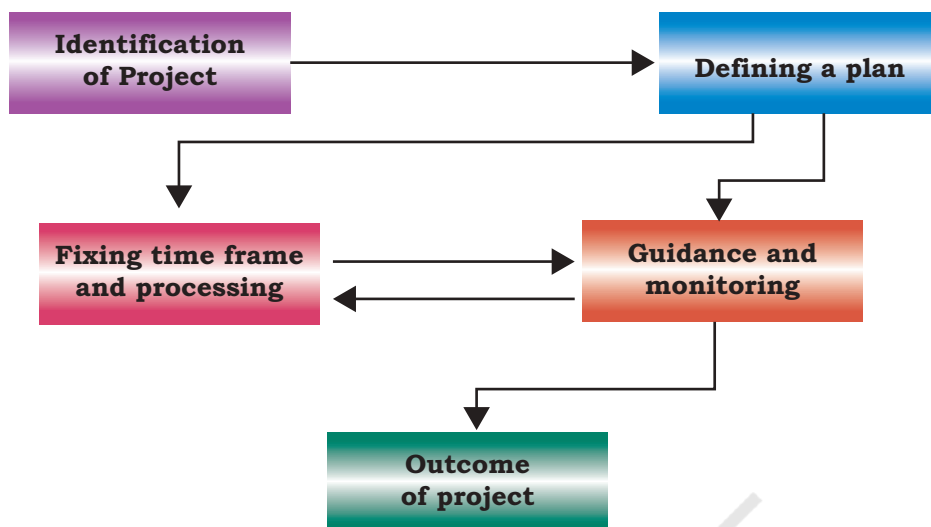 Identification
of Project
Defining a plan
Fixing time frame
and processing
Guidance and
monitoring
Outcome
of project